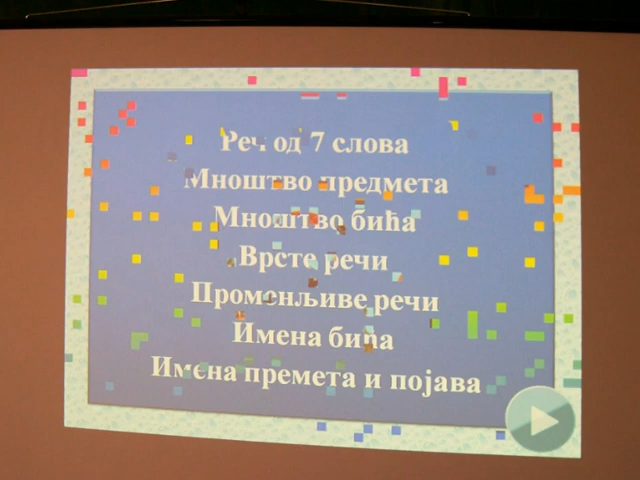 Реч од 7 слова
Мноштво предмета
Мноштво бића
Врсте речи
Променљиве речи
Имена бића
Имена премета и појава